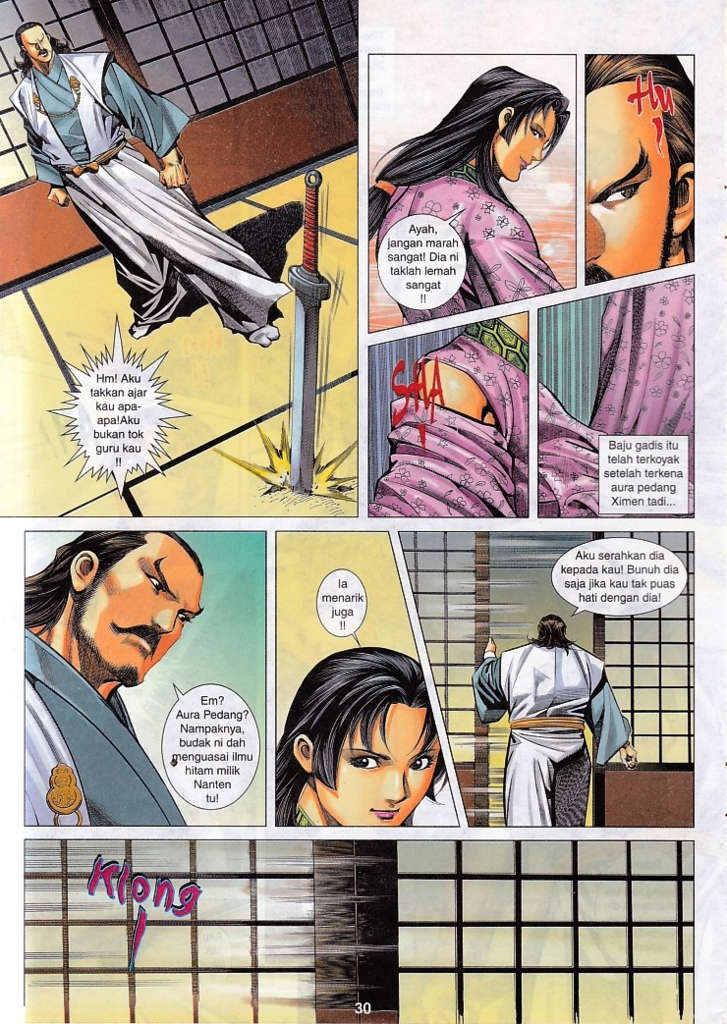 Hm! Aku
takkan ajar
kau apa-
apa!Aku
bukan tok
guru kau
!!
Ayah,
jangan marah
sangat! Dia ni
taklah lemah
sangat
!!
HU
!
SHA
!
Baju gadis itu
telah terkoyak
setelah terkena
aura pedang
Ximen tadi...
Em?
Aura Pedang?
Nampaknya,
budak ni dah
menguasai ilmu
hitam milik
Nanten
tu!
Ia
menarik
juga
!!
Aku serahkan dia
kepada kau! Bunuh dia
saja jika kau tak puas
hati dengan dia!
Klong
!
30